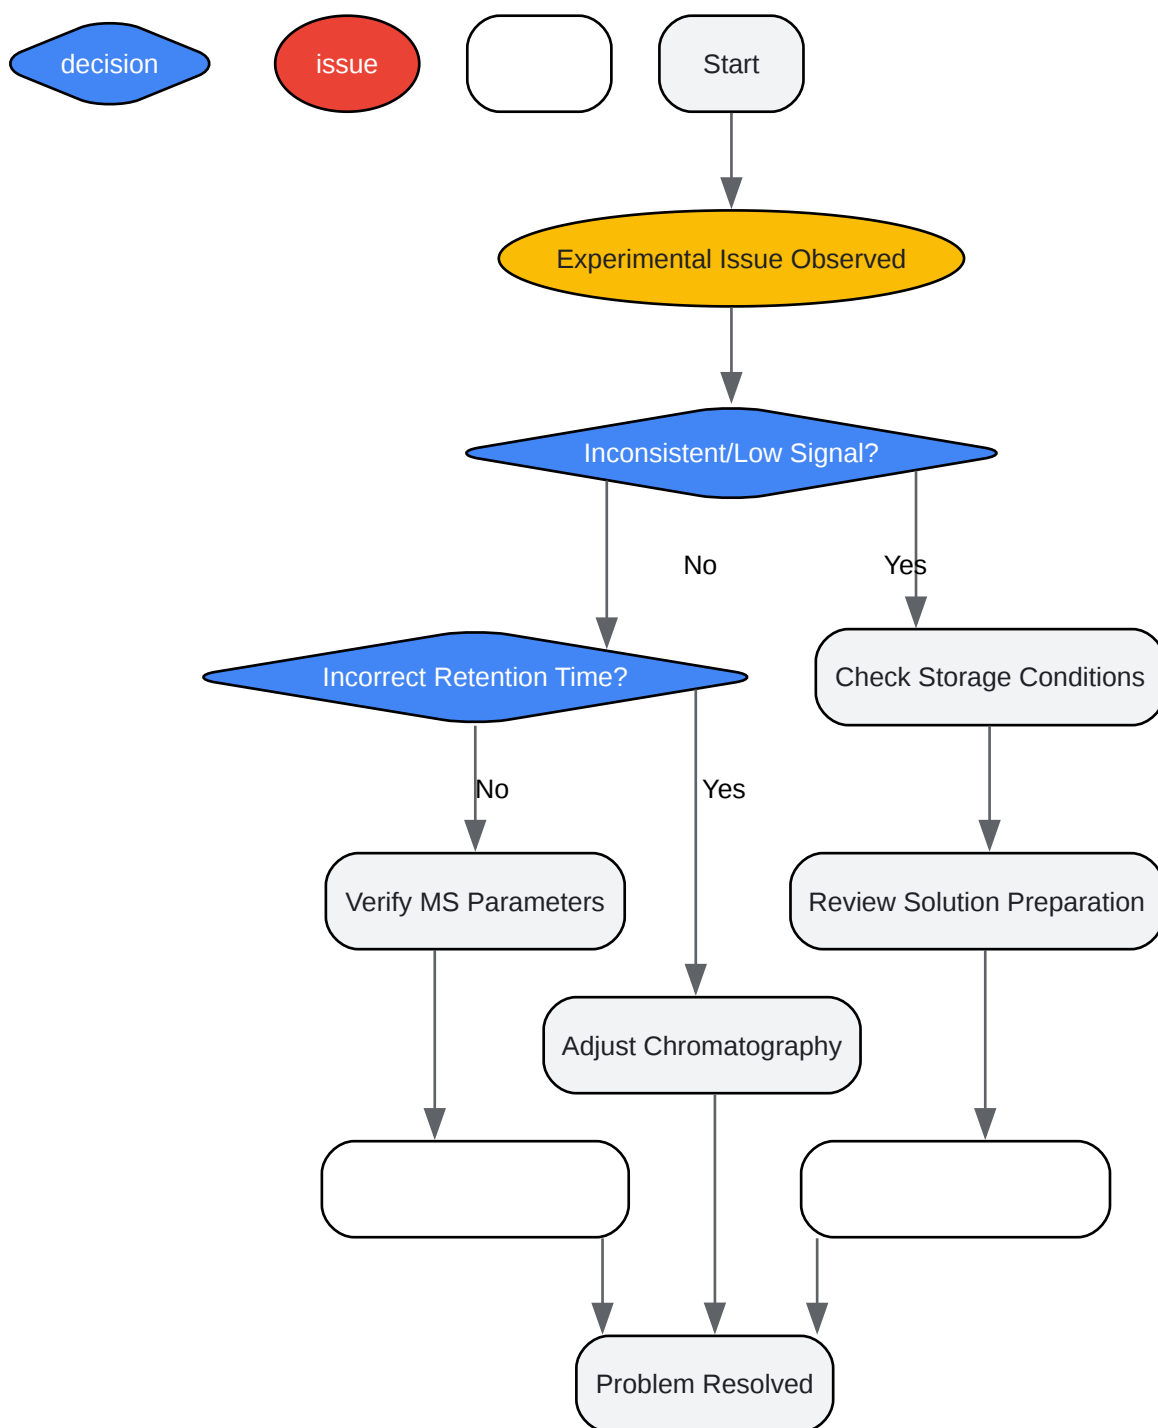 decision
issue
Start
Experimental Issue Observed
Inconsistent/Low Signal?
No
Yes
Incorrect Retention Time?
Check Storage Conditions
No
Yes
Verify MS Parameters
Review Solution Preparation
Adjust Chromatography
Problem Resolved